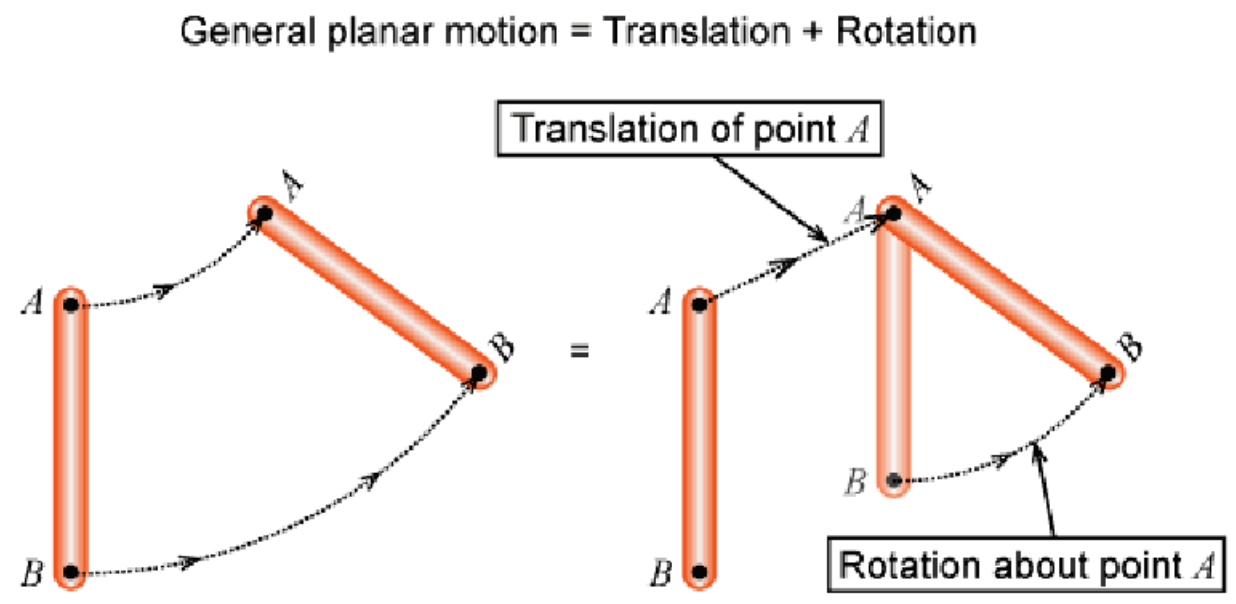 General planar motion = Translation + Rotation
Translation of point A
A
A
A
A
A
B
=
B
B
B
B
Rotation about point A